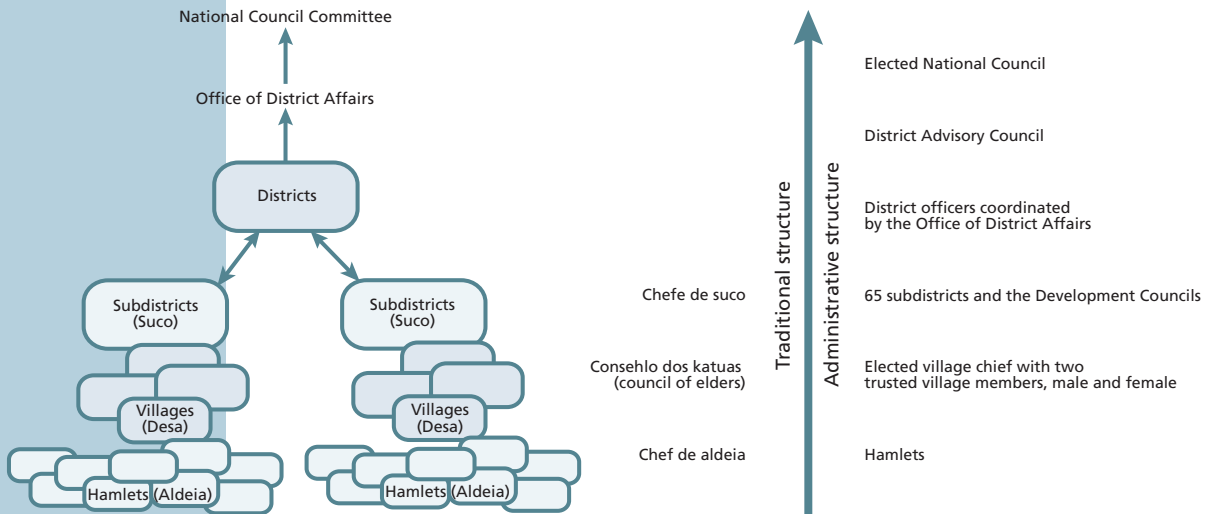 National Council Committee
Office of District Affairs
Districts
Subdistricts
(Suco)
Subdistricts
(Suco)
Villages
(Desa)
Villages
(Desa)
Hamlets (Aldeia)
Hamlets (Aldeia)
Chefe de suco
Consehlo dos katuas
(council of elders)
Chef de aldeia
Traditional structure
Administrative structure
Elected National Council
District Advisory Council
District officers coordinated
by the Office of District Affairs
65 subdistricts and the Development Councils
Elected village chief with two
trusted village members, male and female
Hamlets